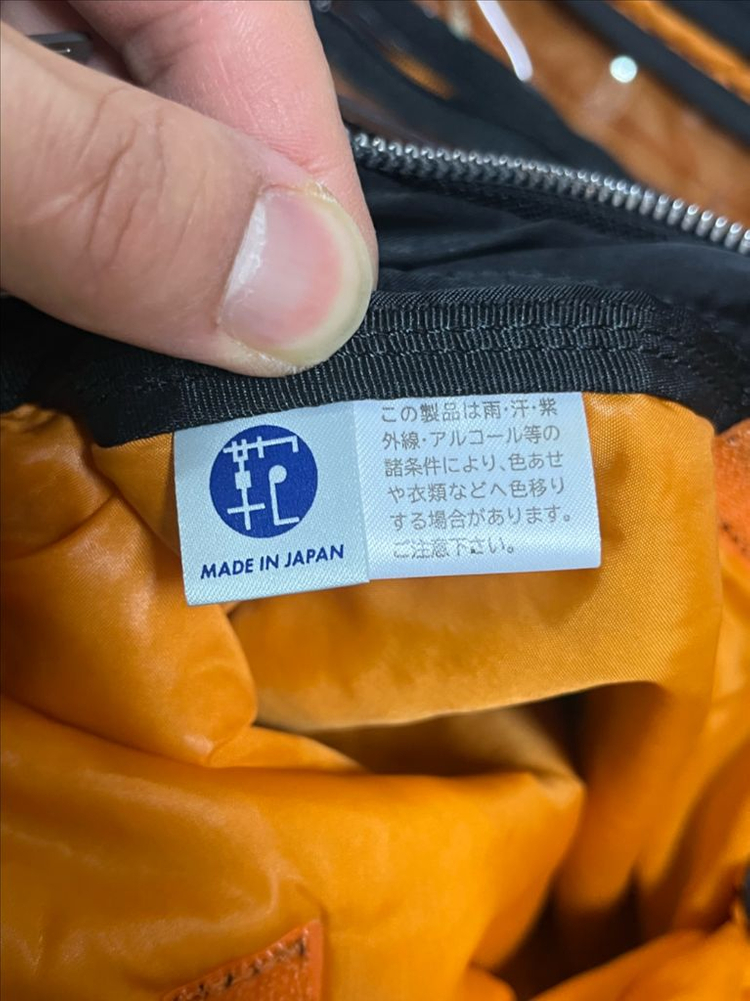 MADE IN JAPAN
この製品は雨・汗・紫
外線・アルコール等の
諸条件により、色あせ
や衣類などへ色移り
する場合があります。
ご注意下さい。